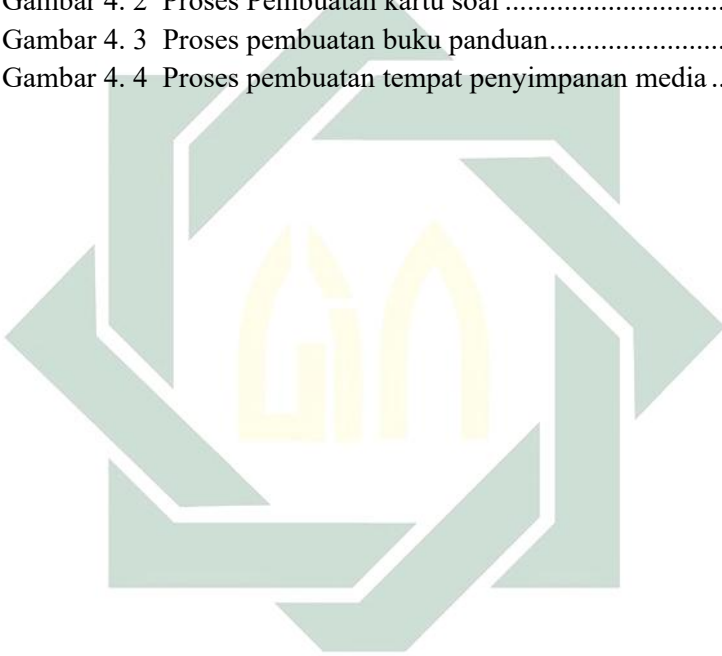 Gambar 4. 2 Proses Pembuatan kartu soal ................................
Gambar 4. 3 Proses pembuatan buku panduan..........................
Gambar 4. 4 Proses pembuatan tempat penyimpanan media ..
UIN